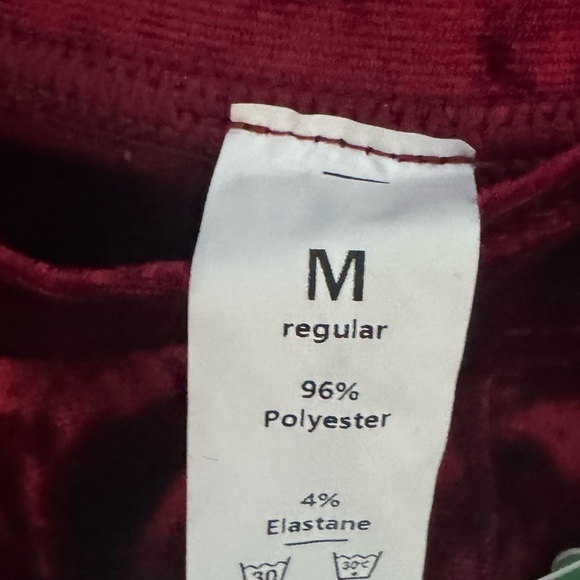 M
regular
96%
Polyester
4%
Elastane
30 30°C